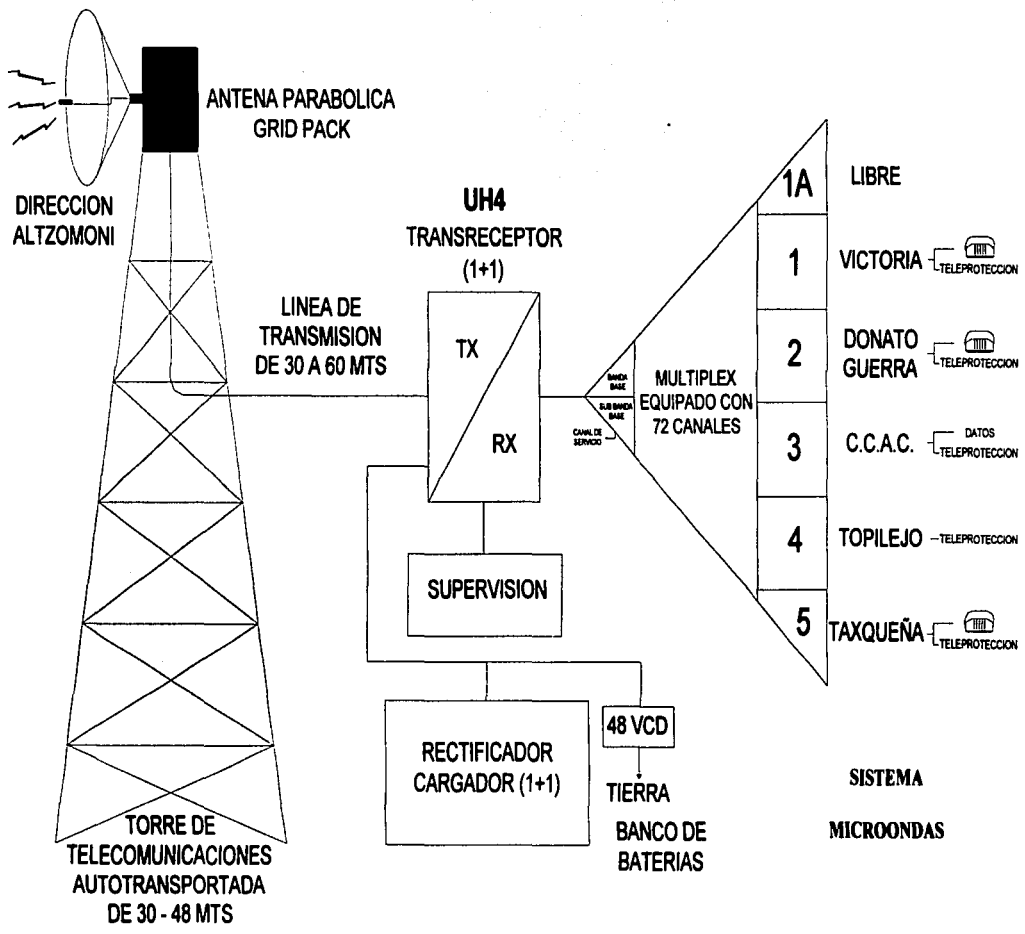 ANTENA PARABOLICA
GRID PACK
DIRECCION
ALTZOMONI
UH4
TRANSRECEPTOR
(1+1)
LINEA DE
TRANSMISION
DE 30 A 60 MTS
TX
RX
BANDA
BASE
SUB BANDA
BASE
CANAL DE
SERVICIO
MULTIPLEX
EQUIPADO CON
72 CANALES
1A
LIBRE
1
VICTORIA
TELEPROTECCION
2
DONATO
GUERRA
TELEPROTECCION
3
C.C.A.C.
DATOS
TELEPROTECCION
4
TOPILEJO
TELEPROTECCION
5
TAXQUEÑA
TELEPROTECCION
SUPERVISION
RECTIFICADOR
CARGADOR (1+1)
48 VCD
TIERRA
BANCO DE
BATERIAS
SISTEMA
MICROONDAS
TORRE DE
TELECOMUNICACIONES
AUTOTRANSPORTADA
DE 30 - 48 MTS